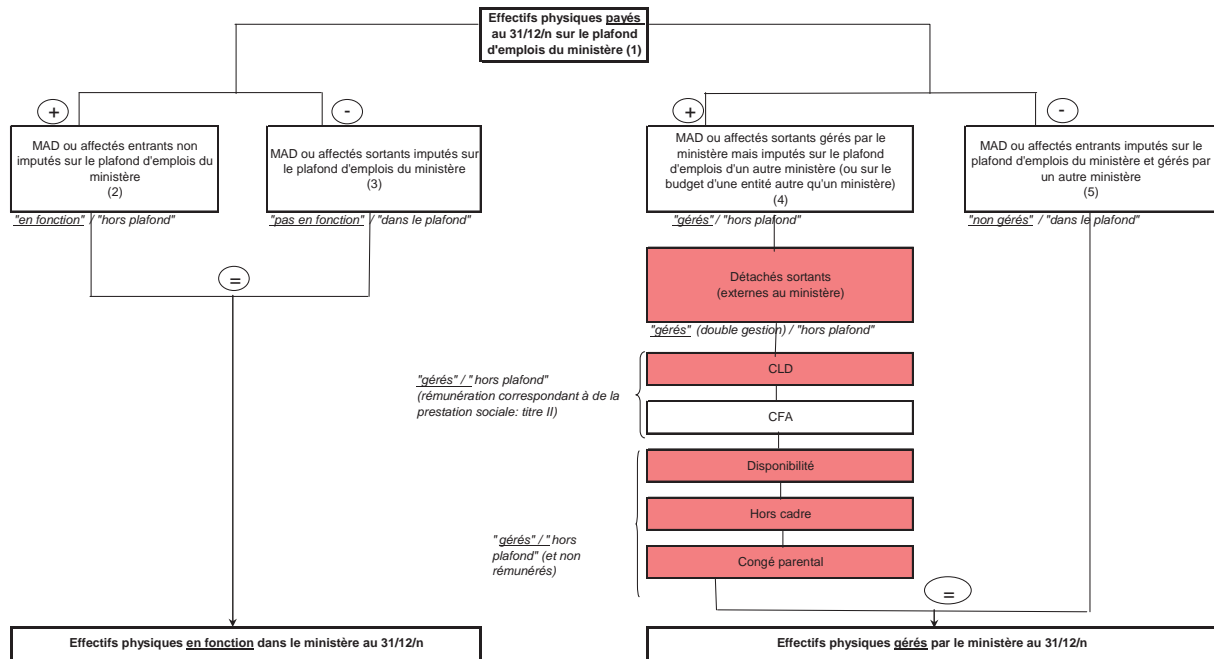 Effectifs physiques payés
au 31/12/n sur le plafond
d'emplois du ministère (1)
+
-
+
-
MAD ou affectés entrants non
imputés sur le plafond d'emplois du
ministère
(2)
MAD ou affectés sortants imputés sur
le plafond d'emplois du ministère
(3)
MAD ou affectés sortants gérés par le
ministère mais imputés sur le plafond
d'emplois d'un autre ministère (ou sur le
budget d'une entité autre qu'un ministère)
(4)
MAD ou affectés entrants imputés sur le
plafond d'emplois du ministère et gérés par
un autre ministère
(5)
"en fonction" / "hors plafond"
"pas en fonction" / "dans le plafond"
"gérés"/ "hors plafond"
"non gérés" / "dans le plafond"
=
Détachés sortants
(externes au ministère)
"gérés" (double gestion) / "hors plafond"
"gérés" / "hors plafond"
(rémunération correspondant à de la
prestation sociale: titre II)
CLD
CFA
Disponibilité
Hors cadre
Congé parental
"gérés" / "hors
plafond" (et non
rémunérés)
=
Effectifs physiques en fonction dans le ministère au 31/12/n
Effectifs physiques gérés par le ministère au 31/12/n